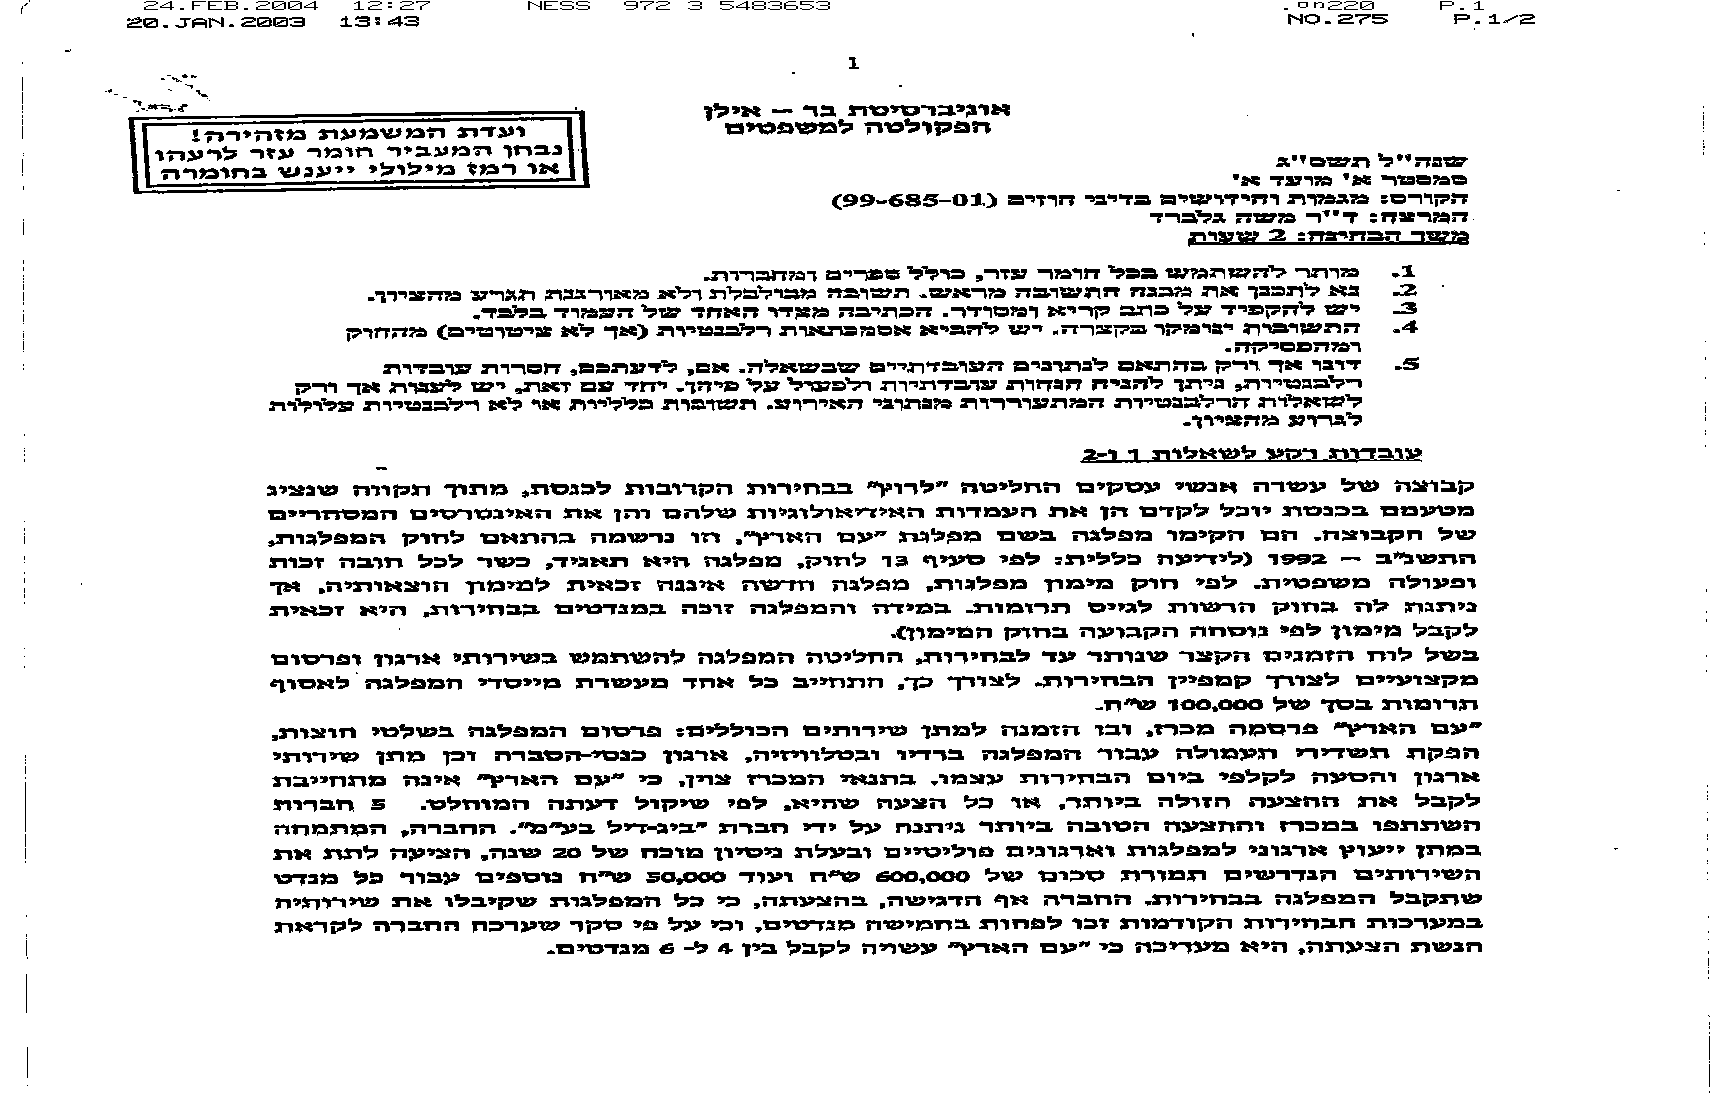 24.FEB.2004 12:27 NESS 972 3 5483653 P.1
20.JAN.2003 13:43 NO.275 P.1/2
1
אוניברסיטת בר – אילן
הפקולטה למשפטים
ועדת המשמעת מזהירה!
נבחן המעביר חומר עזר לרעהו
או רמז מילולי ייענש בחומרה
שנה"ל תשס"ג
סמסטר א' מועד א'
הקורס: מגמות וחידושים בדיני חוזים (99-685-01)
המרצה: ד"ר משה גלברד
משך הבחינה: 2 שעות
1. מותר להשתמש בכל חומר עזר, כולל ספרים ומחברות.
2. נא לתכנן את מבנה התשובה מראש. תשובה מבולבלת ולא מאורגנת תגרע מהציון.
3. יש להקפיד על כתב קריא ומסודר. הכתיבה מצדו האחד של העמוד בלבד.
4. התשובות ינומקו בקצרה. יש להביא אסמכתאות רלבנטיות (אך לא ציטוטים) מהחוק
ומהפסיקה.
5. דונו אך ורק בהתאם לנתונים העובדתיים שבשאלה. אם, לדעתכם, חסרות עובדות
רלבנטיות, ניתן להניח הנחות עובדתיות ולפעול על פיהן. יחד עם זאת, יש לענות אך ורק
לשאלות הרלבנטיות המתעוררות מנתוני האירוע. תשובות כלליות או לא רלבנטיות עלולות
לגרוע מהציון.
עובדות רקע לשאלות 1 ו-2
קבוצה של עשרה אנשי עסקים החליטה "לרוץ" בבחירות הקרובות לכנסת, מתוך תקווה שנציג
מטעמם בכנסת יוכל לקדם הן את העמדות האידיאולוגיות שלהם והן את האינטרסים המסחריים
של הקבוצה. הם הקימו מפלגה בשם מפלגת "עם הארץ", וזו נרשמה בהתאם לחוק המפלגות,
התשנ"ב – 1992 (לידיעה כללית: לפי סעיף 13 לחוק, מפלגה היא תאגיד, כשר לכל חובה זכות
ופעולה משפטית. לפי חוק מימון מפלגות, מפלגה חדשה איננה זכאית למימון הוצאותיה, אך
ניתנת לה בחוק הרשות לגייס תרומות. במידה והמפלגה זוכה במנדטים בבחירות, היא זכאית
לקבל מימון לפי נוסחה הקבועה בחוק המימון).
בשל לוח הזמנים הקצר שנותר עד לבחירות, החליטה המפלגה להשתמש בשירותי ארגון ופרסום
מקצועיים לצורך קמפיין הבחירות. לצורך כך, התחייב כל אחד מעשרת מייסדי המפלגה לאסוף
תרומות בסך של 100,000 ש"ח.
"עם הארץ" פרסמה מכרז, ובו הזמנה למתן שירותים הכוללים: פרסום המפלגה בשלטי חוצות,
הפקת תשדירי תעמולה עבור המפלגה ברדיו ובטלוויזיה, ארגון כנסי-הסברה וכן מתן שירותי
ארגון והסעה לקלפי ביום הבחירות עצמו. בתנאי המכרז צוין, כי "עם הארץ" אינה מתחייבת
לקבל את ההצעה הזולה ביותר, או כל הצעה שהיא, לפי שיקול דעתה המוחלט. 5 חברות
השתתפו במכרז וההצעה הטובה ביותר ניתנה על ידי חברת "ביג-דיל בע"מ". החברה, המתמחה
במתן ייעוץ ארגוני למפלגות וארגונים פוליטיים ובעלת ניסיון מוכח של 20 שנה, הציעה לתת את
השירותים הנדרשים תמורת סכום של 600,000 ש"ח ועוד 50,000 ש"ח נוספים עבור כל מנדט
שתקבל המפלגה בבחירות. החברה אף הדגישה, בהצעתה, כי כל המפלגות שקיבלו את שירותיה
במערכות הבחירות הקודמות זכו לפחות בחמישה מנדטים, וכי על פי סקר שערכה החברה לקראת
הגשת הצעתה, היא מעריכה כי "עם הארץ" עשויה לקבל בין 4 ל- 6 מנדטים.